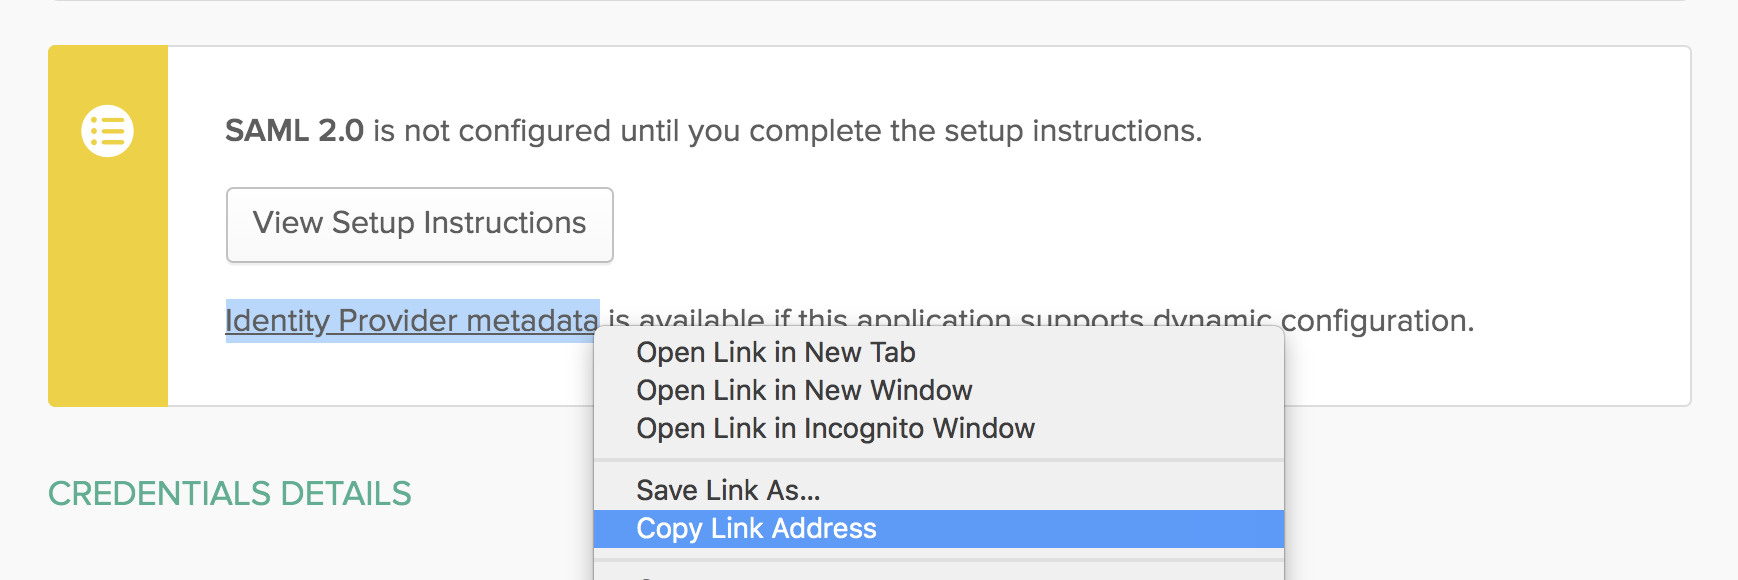 SAML 2.0 is not configured until you complete the setup instructions.
View Setup Instructions
Identity Provider metadata is available if this application supports dynamic configuration.
Open Link in New Tab
Open Link in New Window
Open Link in Incognito Window
Save Link As...
Copy Link Address
CREDENTIALS DETAILS